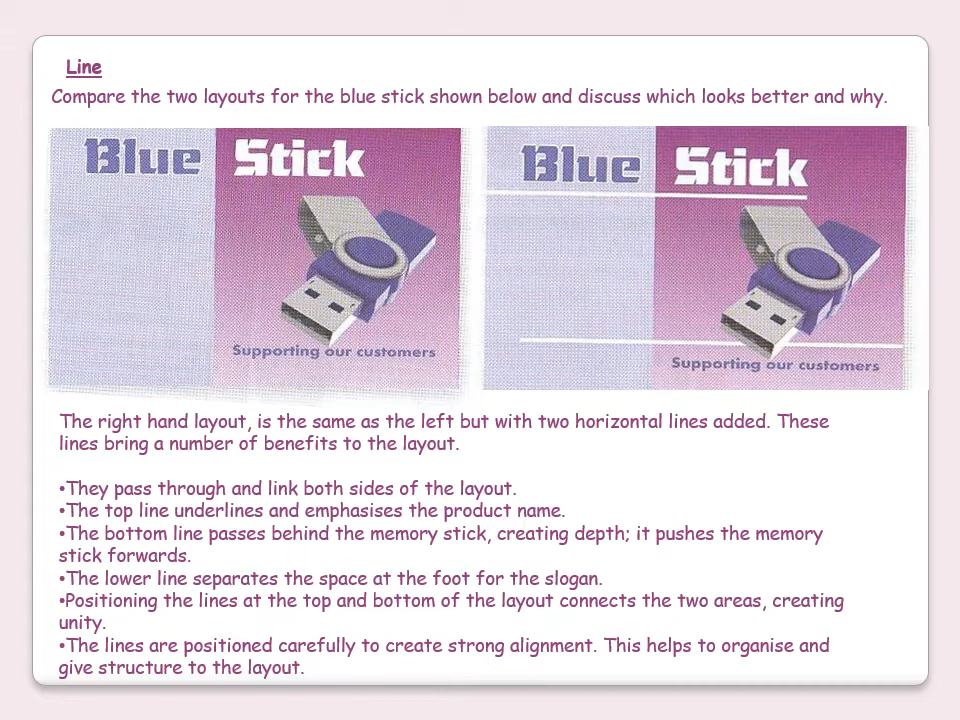 Line
Compare the two layouts for the blue stick shown below and discuss which looks better and why.
Blue Stick
Supporting our customers
Blue Stick
Supporting our customers
The right hand layout, is the same as the left but with two horizontal lines added. These
lines bring a number of benefits to the layout.
•They pass through and link both sides of the layout.
•The top line underlines and emphasises the product name.
•The bottom line passes behind the memory stick, creating depth; it pushes the memory
stick forwards.
•The lower line separates the space at the foot for the slogan.
•Positioning the lines at the top and bottom of the layout connects the two areas, creating
unity.
•The lines are positioned carefully to create strong alignment. This helps to organise and
give structure to the layout.